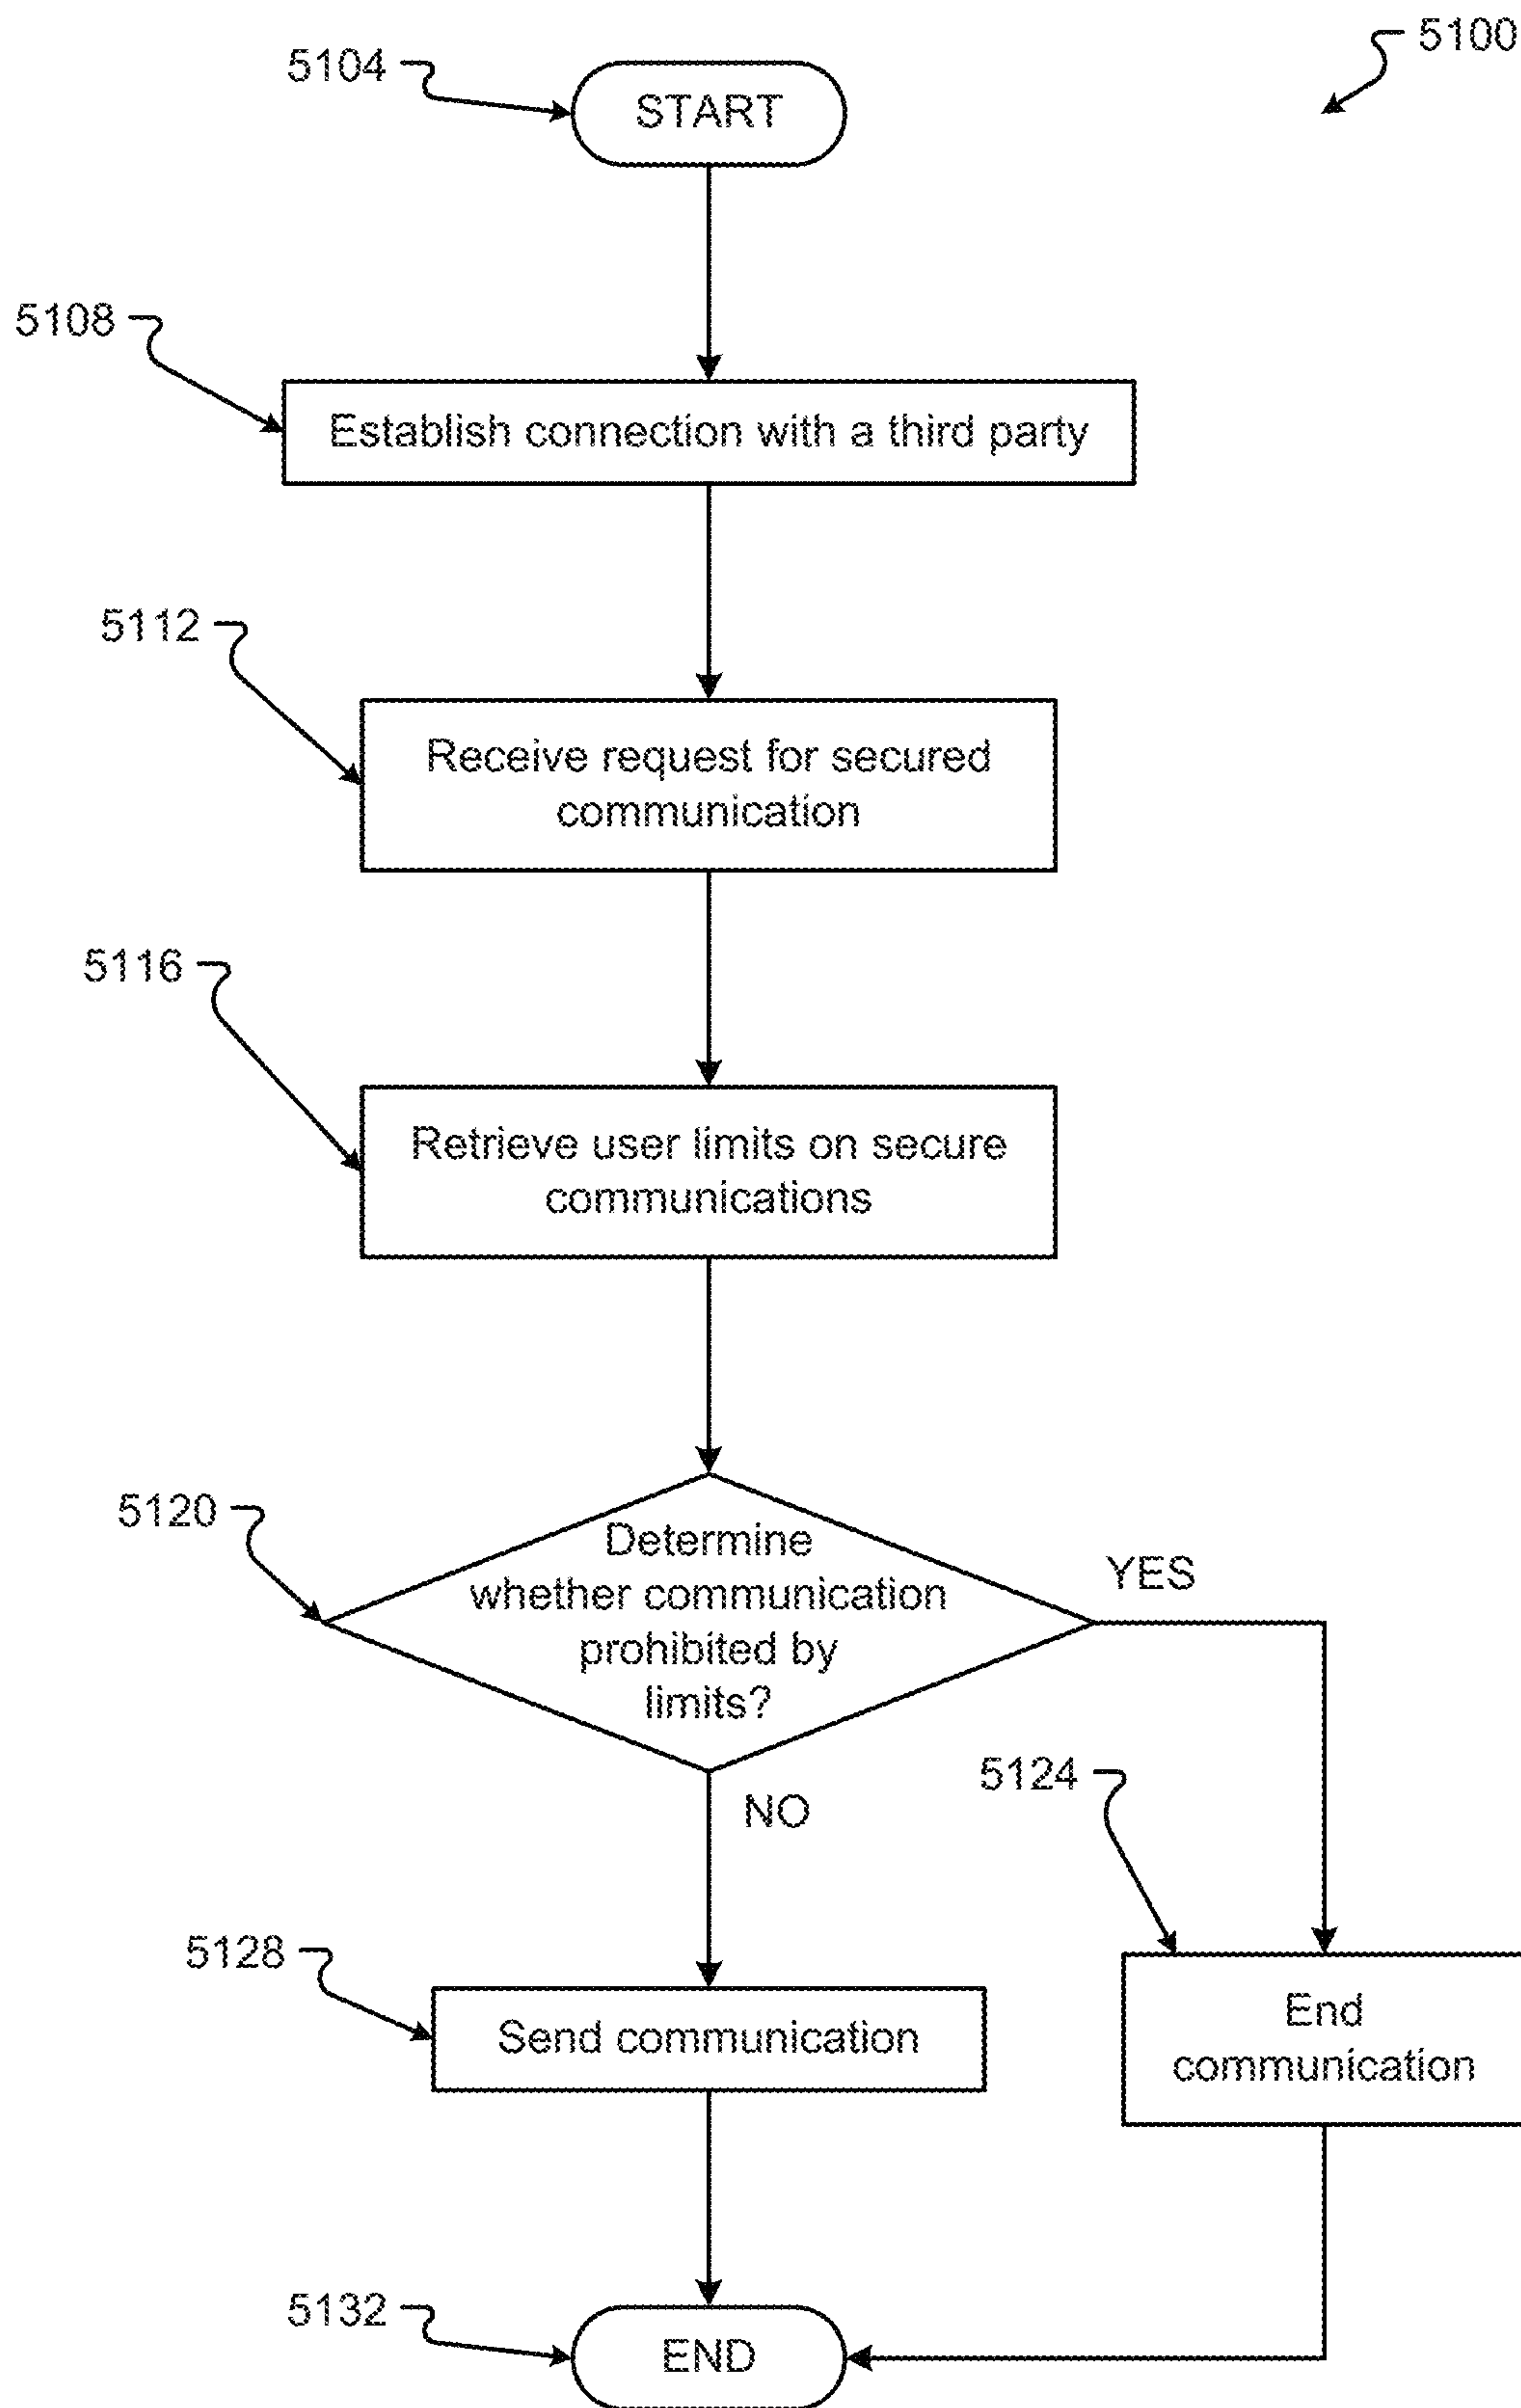 5100
5104
START
5108
Establish connection with a third party
5112
Receive request for secured
communication
5116
Retrieve user limits on secure
communications
5120
Determine
whether communication
prohibited by
limits?
YES
NO
5124
End
communication
5128
Send communication
5132
END